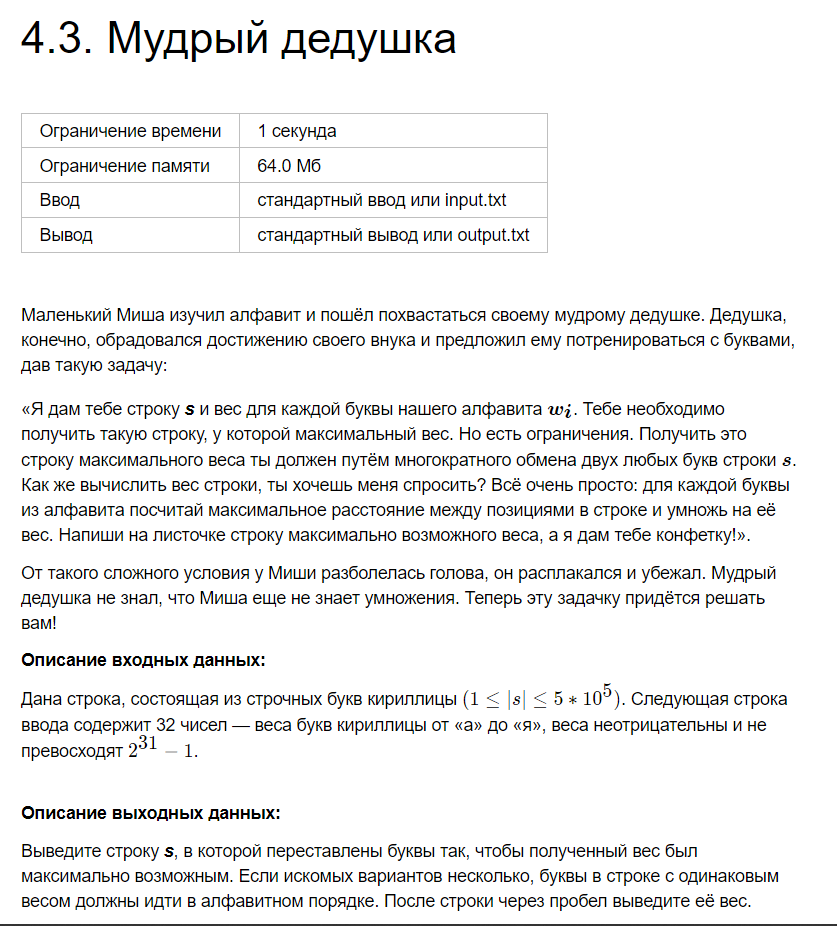 4.3. Мудрый дедушка
Ограничение времени 1 секунда
Ограничение памяти 64.0 Мб
Ввод стандартный ввод или input.txt
Вывод стандартный вывод или output.txt
Маленький Миша изучил алфавит и пошёл похвастаться своему мудрому дедушке. Дедушка,
конечно, обрадовался достижению своего внука и предложил ему потренироваться с буквами,
дав такую задачу:
«Я дам тебе строку s и вес для каждой буквы нашего алфавита wᵢ. Тебе необходимо
получить такую строку, у которой максимальный вес. Но есть ограничения. Получить это
строку максимального веса ты должен путём многократного обмена двух любых букв строки s.
Как же вычислить вес строки, ты хочешь меня спросить? Всё очень просто: для каждой буквы
из алфавита посчитай максимальное расстояние между позициями в строке и умножь на её
вес. Напиши на листочке строку максимально возможного веса, а я дам тебе конфетку!».
От такого сложного условия у Миши разболелась голова, он расплакался и убежал. Мудрый
дедушка не знал, что Миша еще не знает умножения. Теперь эту задачку придётся решать
вам!
Описание входных данных:
Дана строка, состоящая из строчных букв кириллицы (1 ≤ |s| ≤ 5 * 10⁵). Следующая строка
ввода содержит 32 чисел — веса букв кириллицы от «а» до «я», веса неотрицательны и не
превосходят 2³¹ − 1.
Описание выходных данных:
Выведите строку s, в которой переставлены буквы так, чтобы полученный вес был
максимально возможным. Если искомых вариантов несколько, буквы в строке с одинаковым
весом должны идти в алфавитном порядке. После строки через пробел выведите её вес.